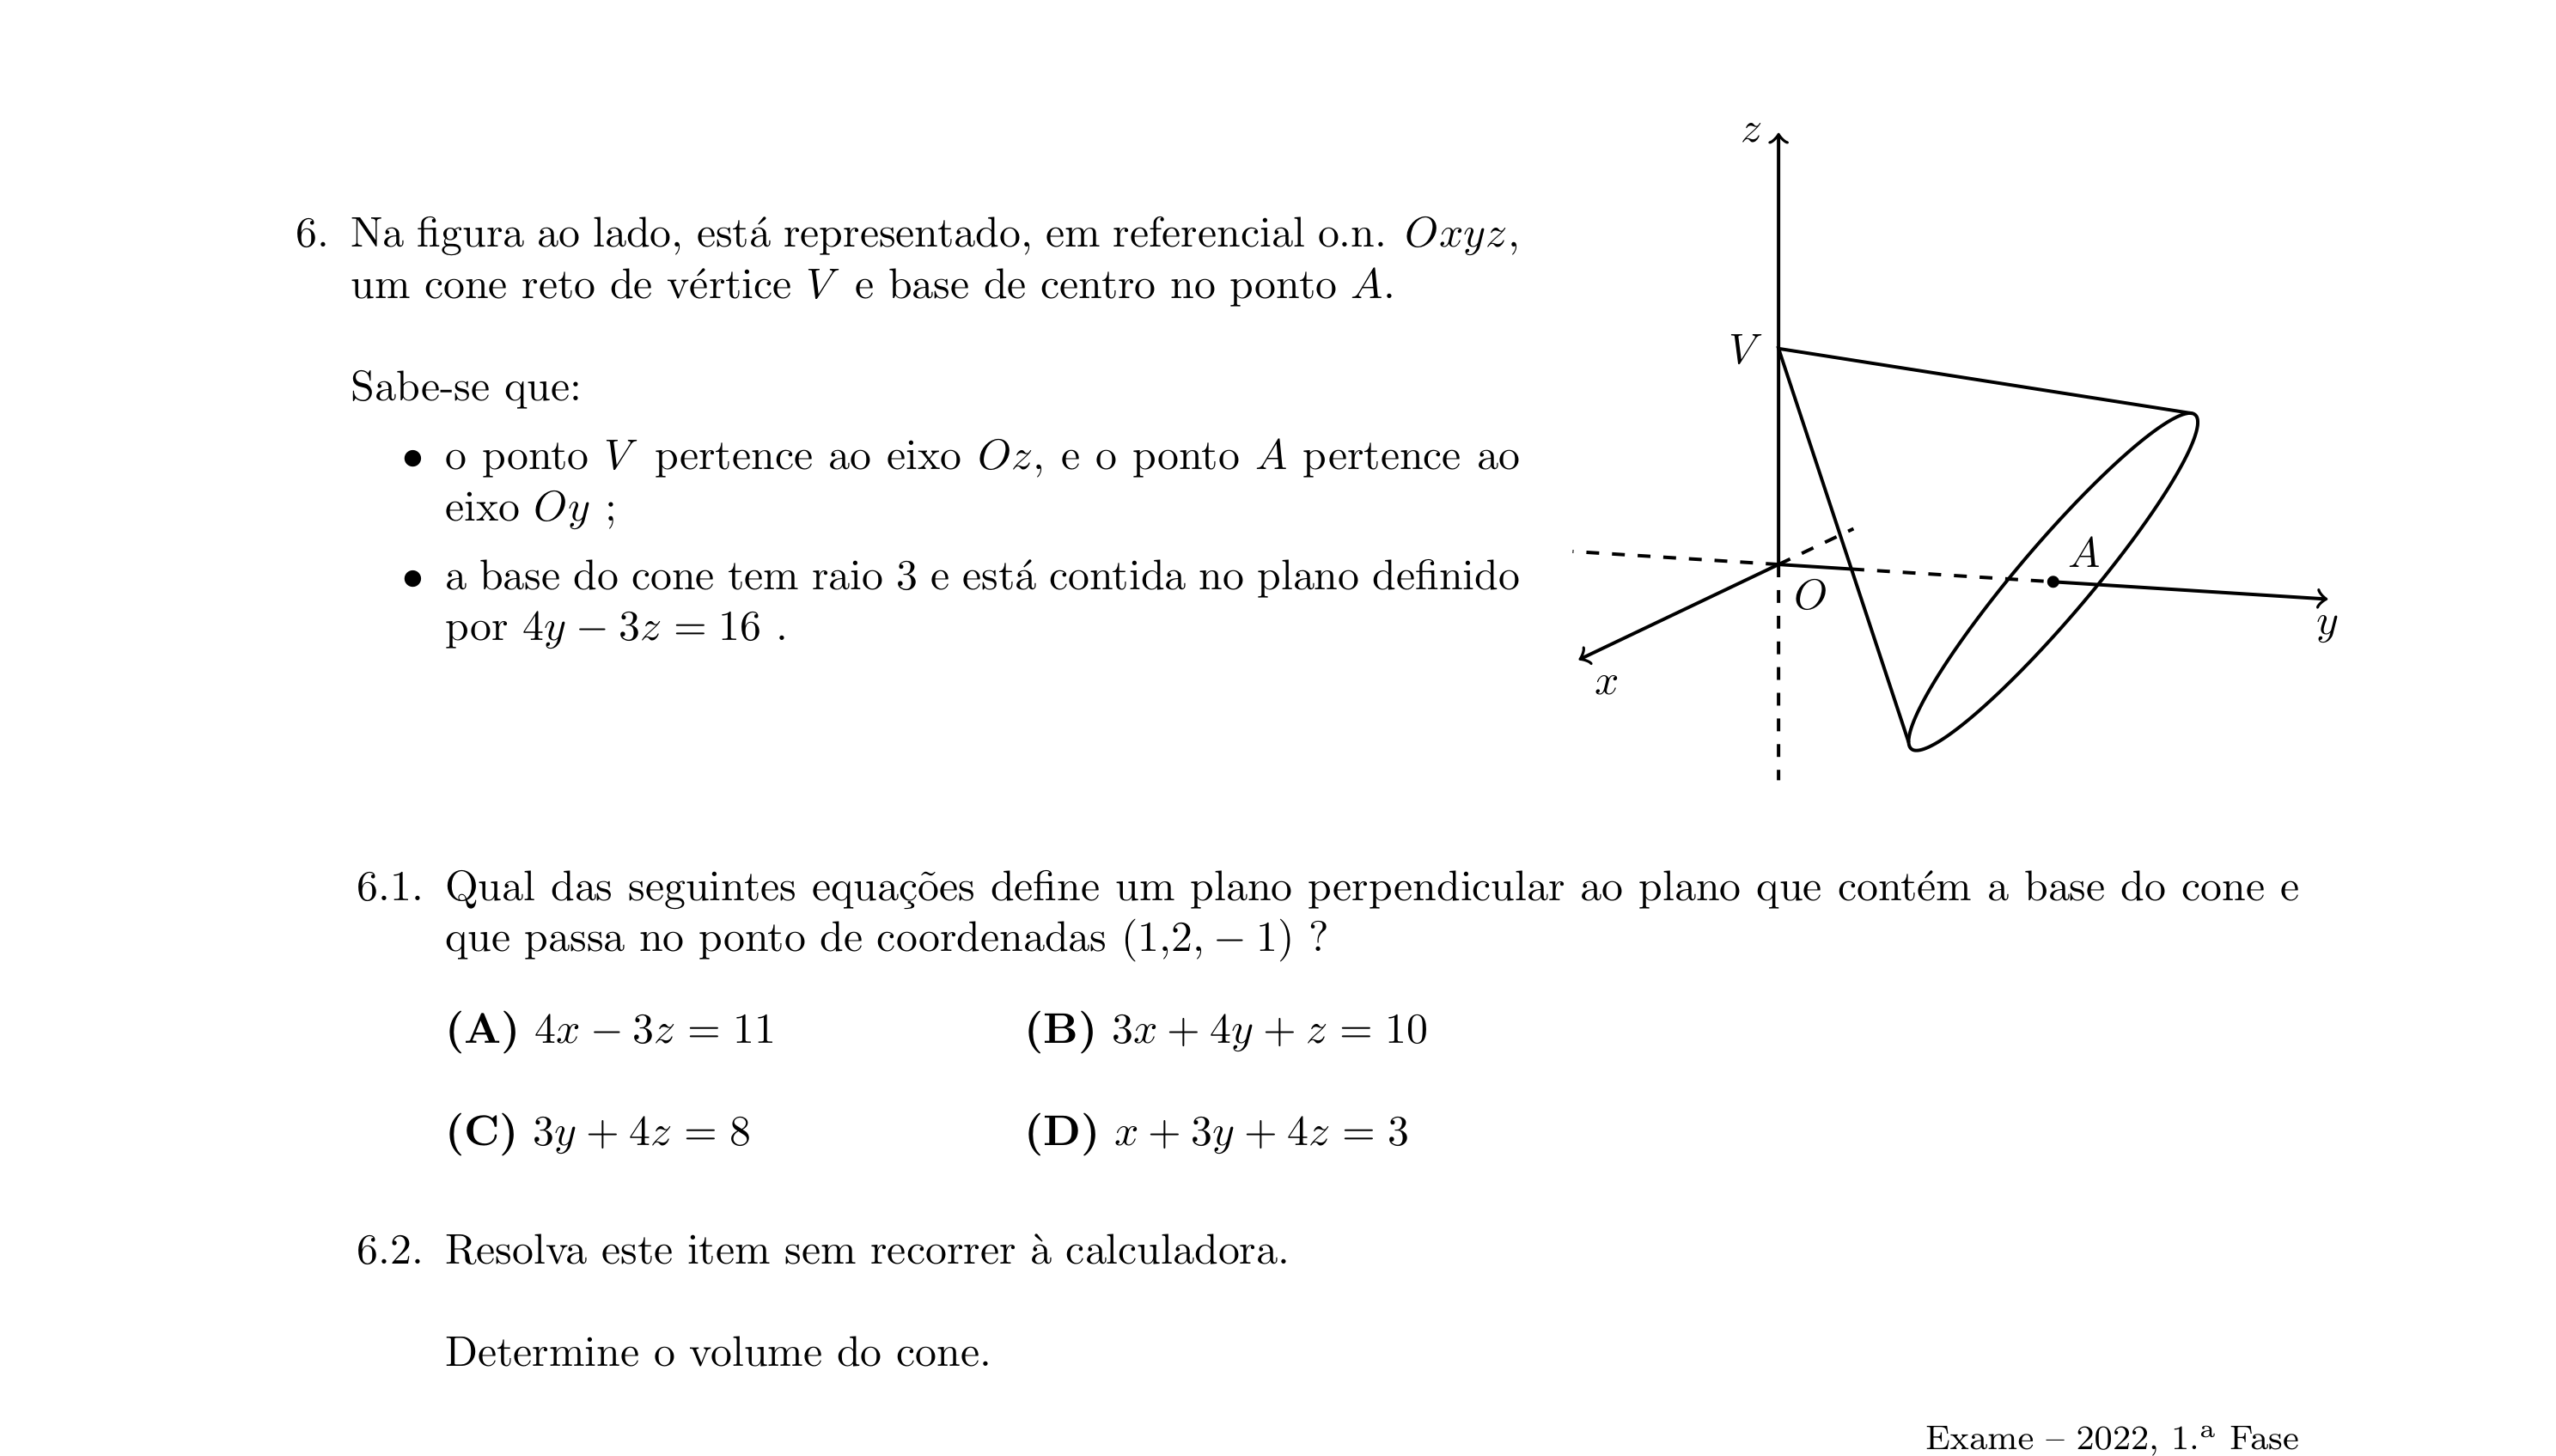 6. Na figura ao lado, está representado, em referencial o.n. Oxyz,
um cone reto de vértice V e base de centro no ponto A.
Sabe-se que:
• o ponto V pertence ao eixo Oz, e o ponto A pertence ao
eixo Oy ;
• a base do cone tem raio 3 e está contida no plano definido
por 4y − 3z = 16 .
z
V
A
O
y
x
6.1. Qual das seguintes equações define um plano perpendicular ao plano que contém a base do cone e
que passa no ponto de coordenadas (1,2, − 1) ?
(A) 4x − 3z = 11 (B) 3x + 4y + z = 10
(C) 3y + 4z = 8 (D) x + 3y + 4z = 3
6.2. Resolva este item sem recorrer à calculadora.
Determine o volume do cone.
Exame – 2022, 1.ª Fase